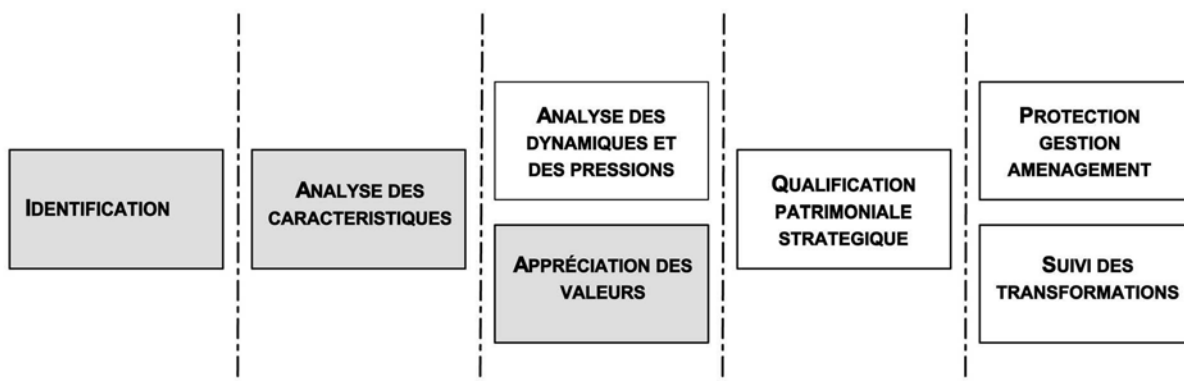 IDENTIFICATION
ANALYSE DES
CARACTERISTIQUES
ANALYSE DES
DYNAMIQUES ET
DES PRESSIONS
APPRÉCIATION DES
VALEURS
QUALIFICATION
PATRIMONIALE
STRATEGIQUE
PROTECTION
GESTION
AMENAGEMENT
SUIVI DES
TRANSFORMATIONS